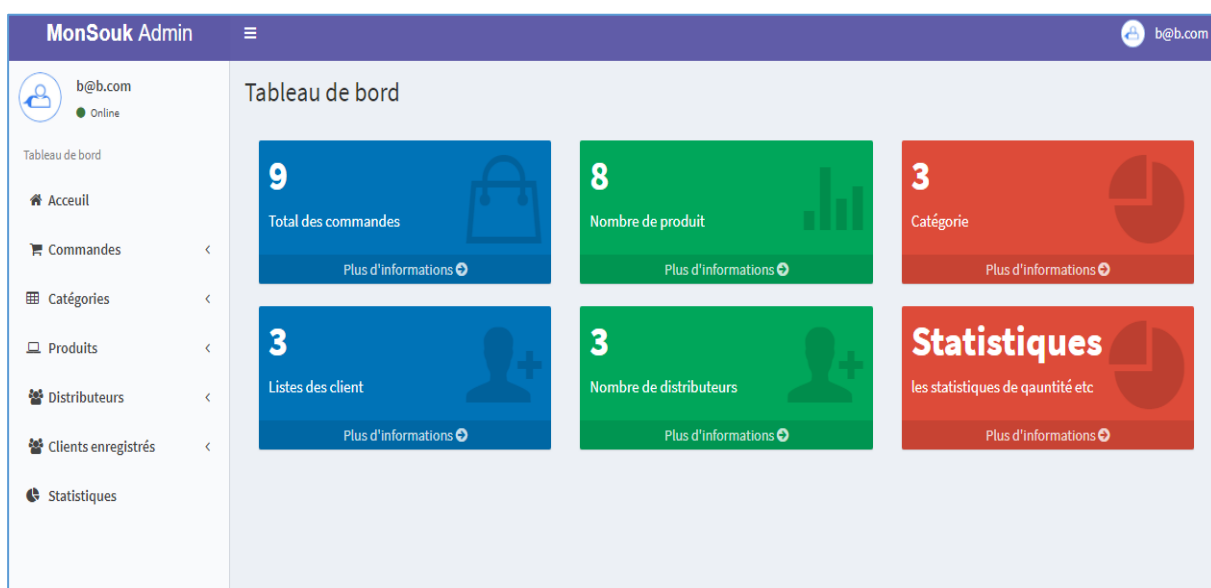 MonSouk Admin
b@b.com
b@b.com
Online
Tableau de bord
Acceuil
Commandes
Catégories
Produits
Distributeurs
Clients enregistrés
Statistiques
Tableau de bord
9
Total des commandes
Plus d'informations
8
Nombre de produit
Plus d'informations
3
Catégorie
Plus d'informations
3
Listes des client
Plus d'informations
3
Nombre de distributeurs
Plus d'informations
Statistiques
les statistiques de qauntité etc
Plus d'informations